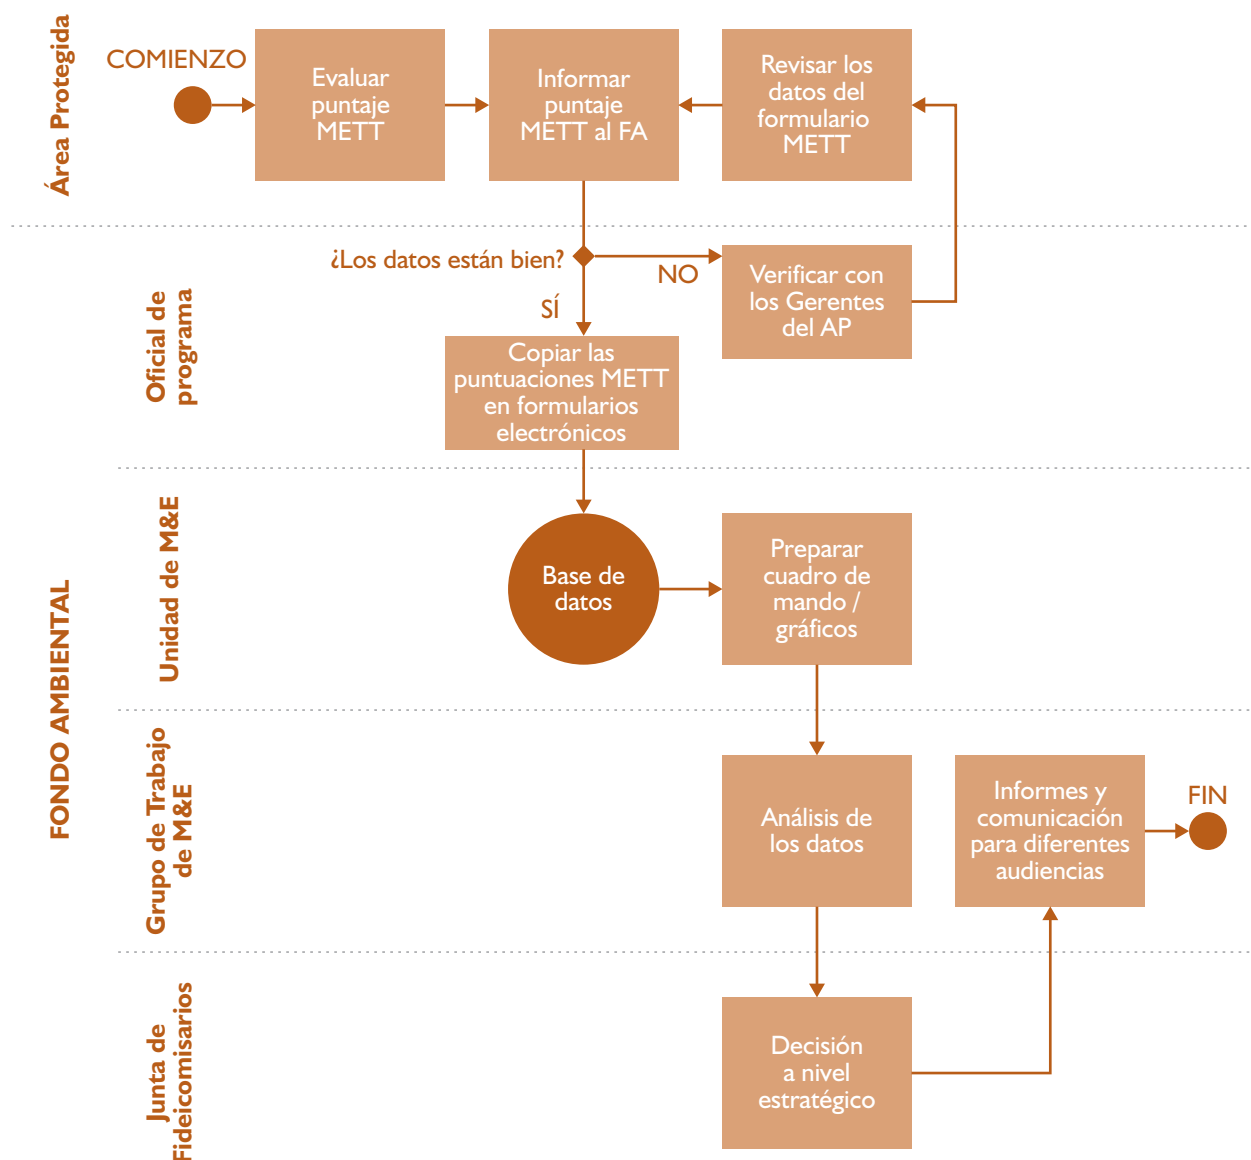 Área Protegida
COMIENZO
Evaluar
puntaje
METT
Informar
puntaje
METT al FA
Revisar los
datos del
formulario
METT
FONDO AMBIENTAL
Oficial de
programa
¿Los datos están bien?
NO
SÍ
Verificar con
los Gerentes
del AP
Copiar las
puntuaciones METT
en formularios
electrónicos
Unidad de M&E
Base de
datos
Preparar
cuadro de
mando /
gráficos
Grupo de Trabajo
de M&E
Análisis de
los datos
Informes y
comunicación
para diferentes
audiencias
FIN
Junta de
Fideicomisarios
Decisión
a nivel
estratégico